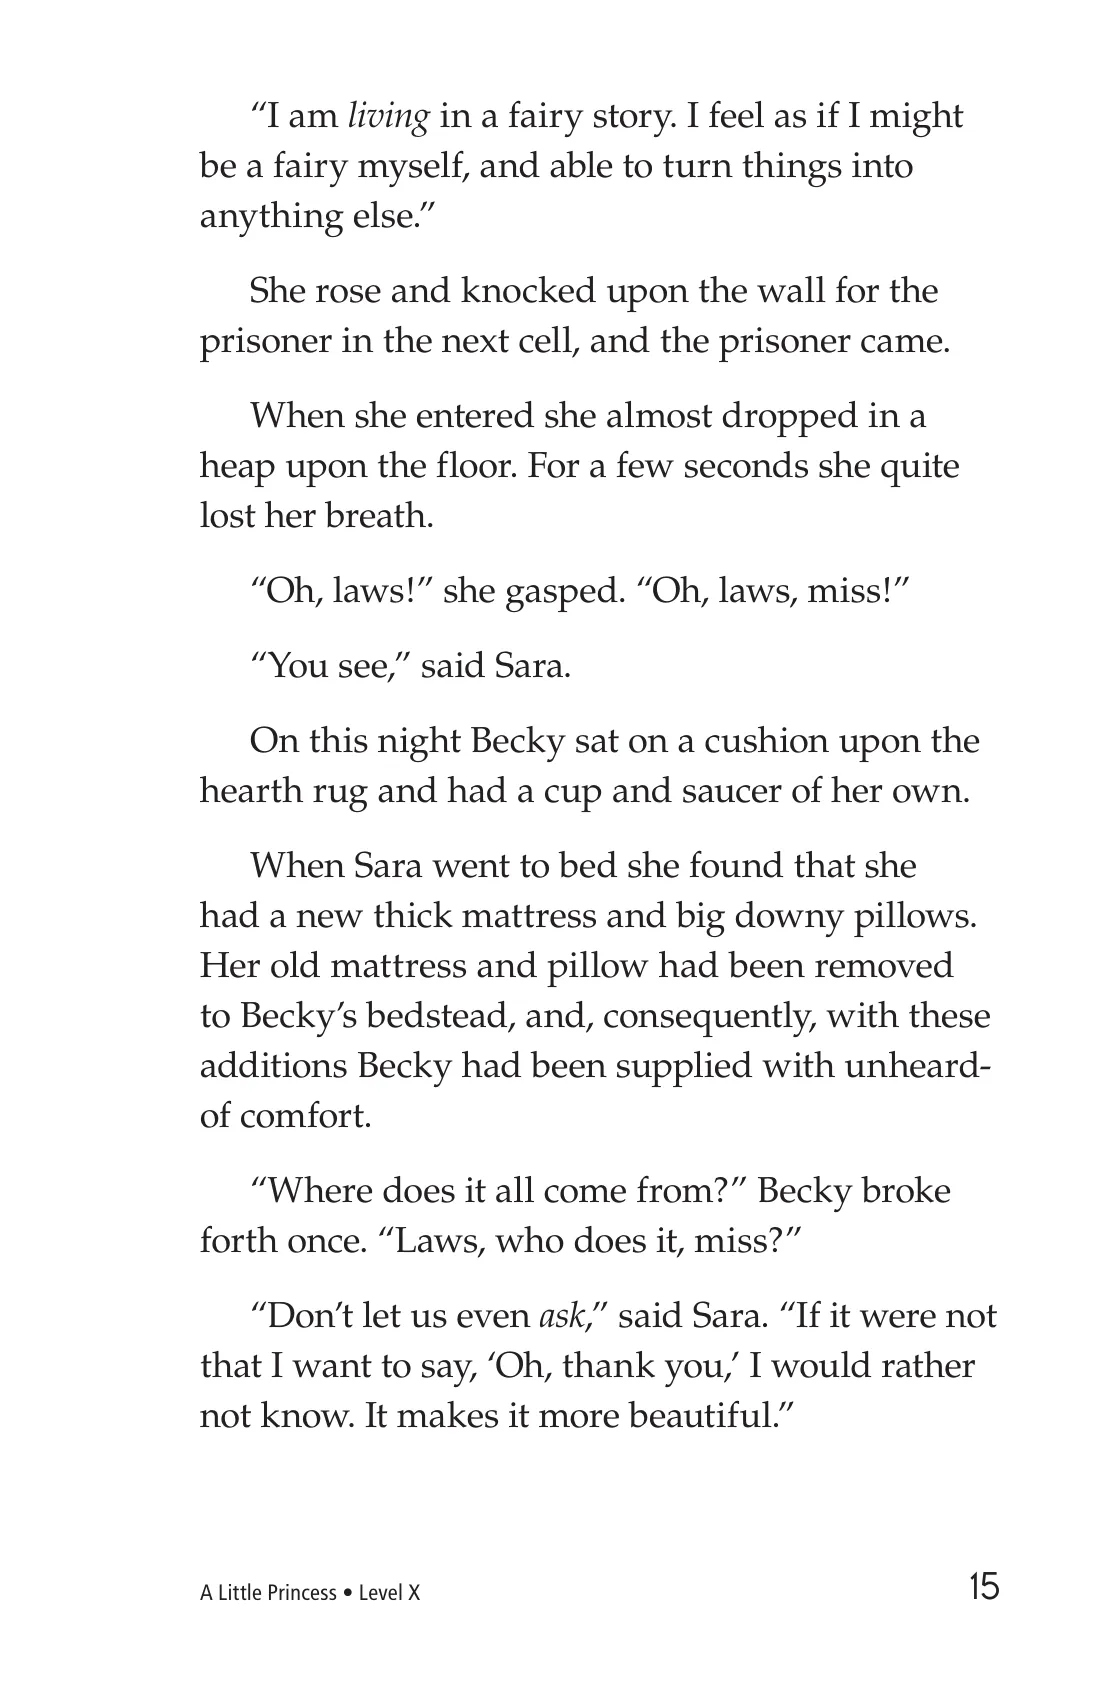 “I am living in a fairy story. I feel as if I might
be a fairy myself, and able to turn things into
anything else.”
She rose and knocked upon the wall for the
prisoner in the next cell, and the prisoner came.
When she entered she almost dropped in a
heap upon the floor. For a few seconds she quite
lost her breath.
“Oh, laws!” she gasped. “Oh, laws, miss!”
“You see,” said Sara.
On this night Becky sat on a cushion upon the
hearth rug and had a cup and saucer of her own.
When Sara went to bed she found that she
had a new thick mattress and big downy pillows.
Her old mattress and pillow had been removed
to Becky’s bedstead, and, consequently, with these
additions Becky had been supplied with unheard-
of comfort.
“Where does it all come from?” Becky broke
forth once. “Laws, who does it, miss?”
“Don’t let us even ask,” said Sara. “If it were not
that I want to say, ‘Oh, thank you,’ I would rather
not know. It makes it more beautiful.”
A Little Princess • Level X
15